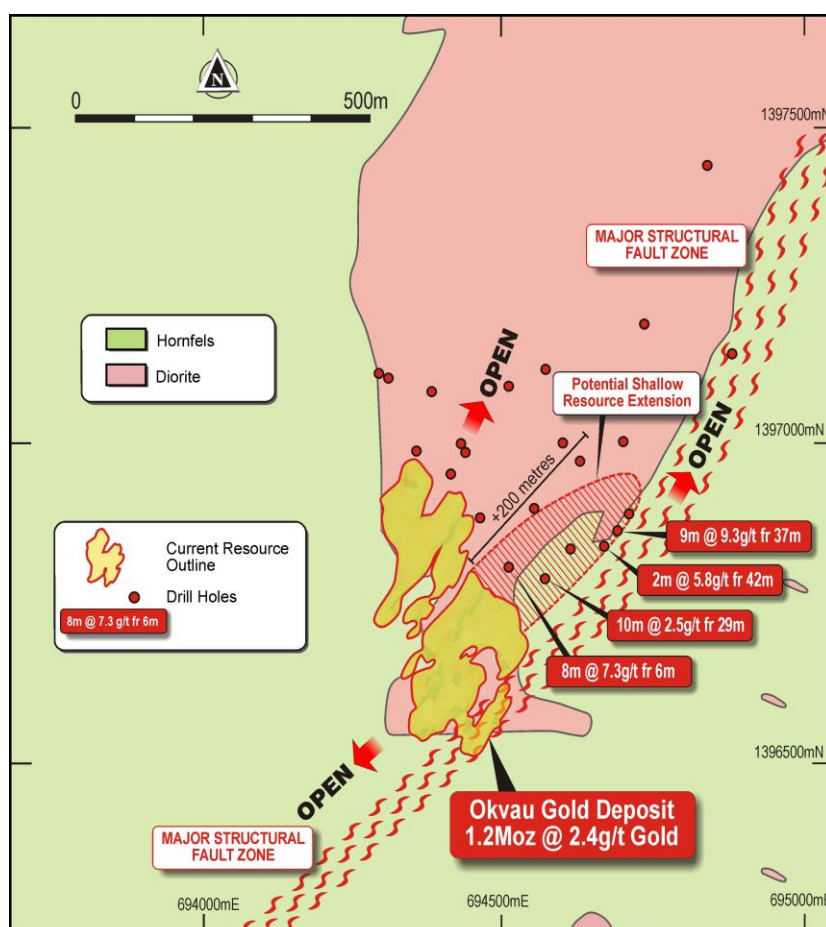 N
0 500m
1397500mN
MAJOR STRUCTURAL
FAULT ZONE
Hornfels
Diorite
OPEN
Potential Shallow
Resource Extension
1397000mN
OPEN
+200 metres
Current Resource
Outline
Drill Holes
8m @ 7.3 g/t fr 6m
9m @ 9.3g/t fr 37m
2m @ 5.8g/t fr 42m
10m @ 2.5g/t fr 29m
8m @ 7.3g/t fr 6m
1396500mN
OPEN
Okvau Gold Deposit
1.2Moz @ 2.4g/t Gold
MAJOR STRUCTURAL
FAULT ZONE
694000mE 694500mE 695000mE